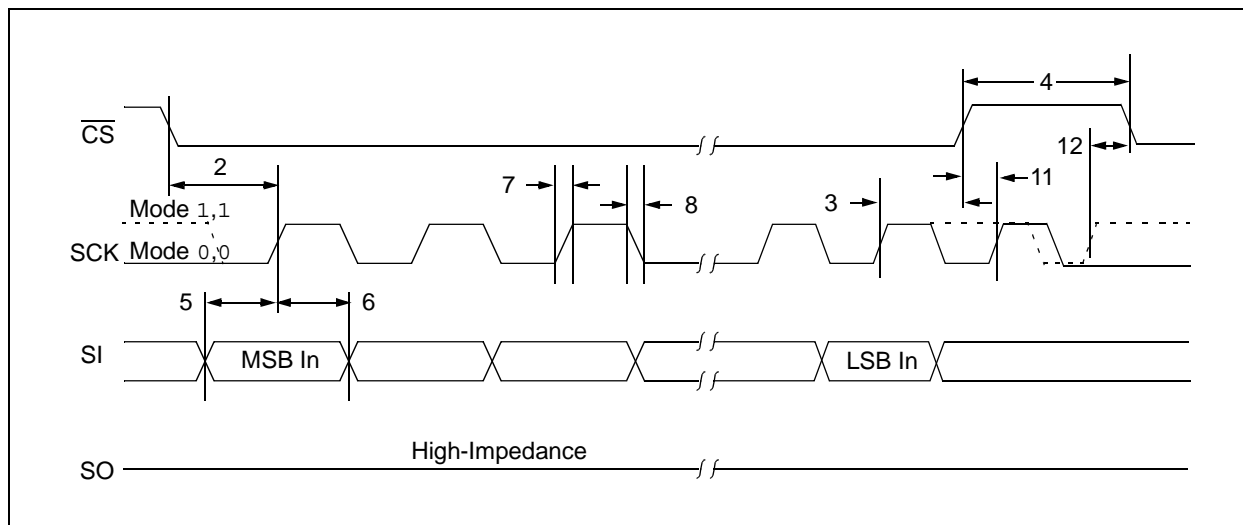 4
CS
12
2
7
8
3
11
Mode 1,1
SCK Mode 0,0
5
6
SI
MSB In
LSB In
High-Impedance
SO